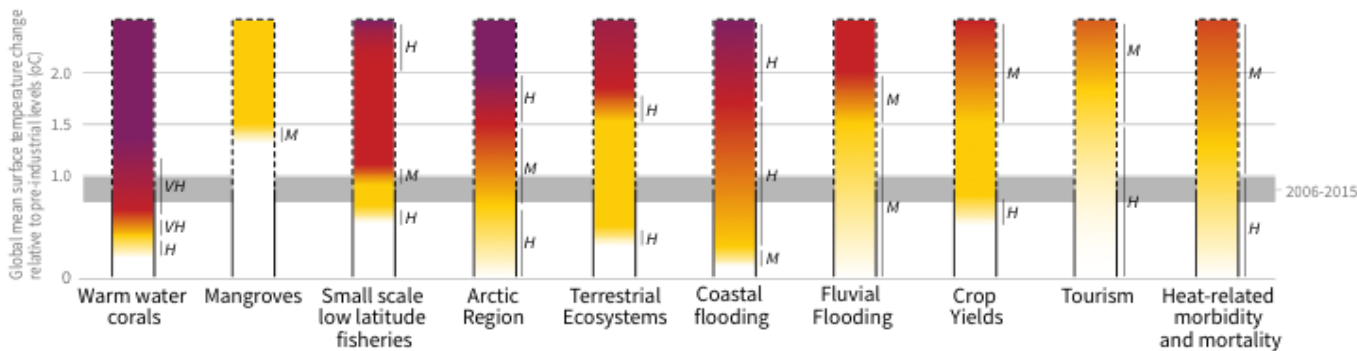 Global mean surface temperature change
relative to pre-industrial levels (oC)
2.0
1.5
1.0
0
H
H
H
H
M
H
M
M
M
M
H
M
2006-2015
VH
M
M
H
H
H
VH
H
H
H
H
M
M
H
H
Warm water
corals
Mangroves
Small scale
low latitude
fisheries
Arctic
Region
Terrestrial
Ecosystems
Coastal
flooding
Fluvial
Flooding
Crop
Yields
Tourism
Heat-related
morbidity
and mortality